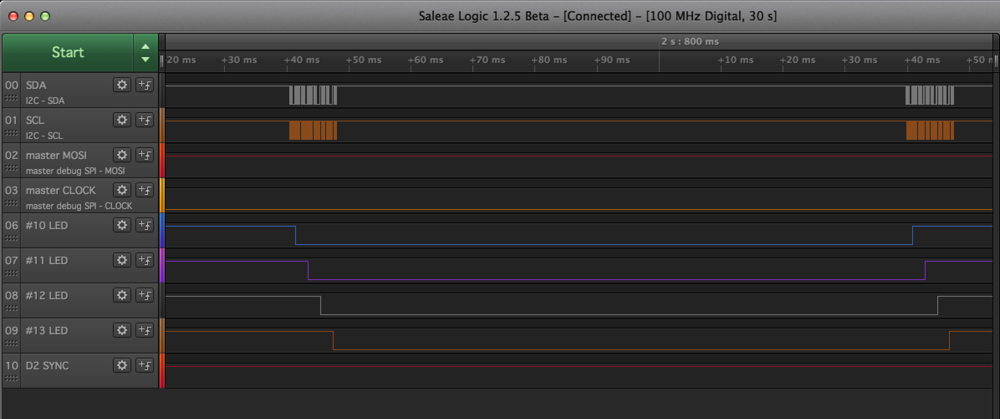 Saleae Logic 1.2.5 Beta – [Connected] – [100 MHz Digital, 30 s]
Start
2 s : 800 ms
20 ms +30 ms +40 ms +50 ms +60 ms +70 ms +80 ms +90 ms +10 ms +20 ms +30 ms +40 ms +50
00 SDA
I2C - SDA
01 SCL
I2C - SCL
02 master MOSI
master debug SPI - MOSI
03 master CLOCK
master debug SPI - CLOCK
06 #10 LED
07 #11 LED
08 #12 LED
09 #13 LED
10 D2 SYNC